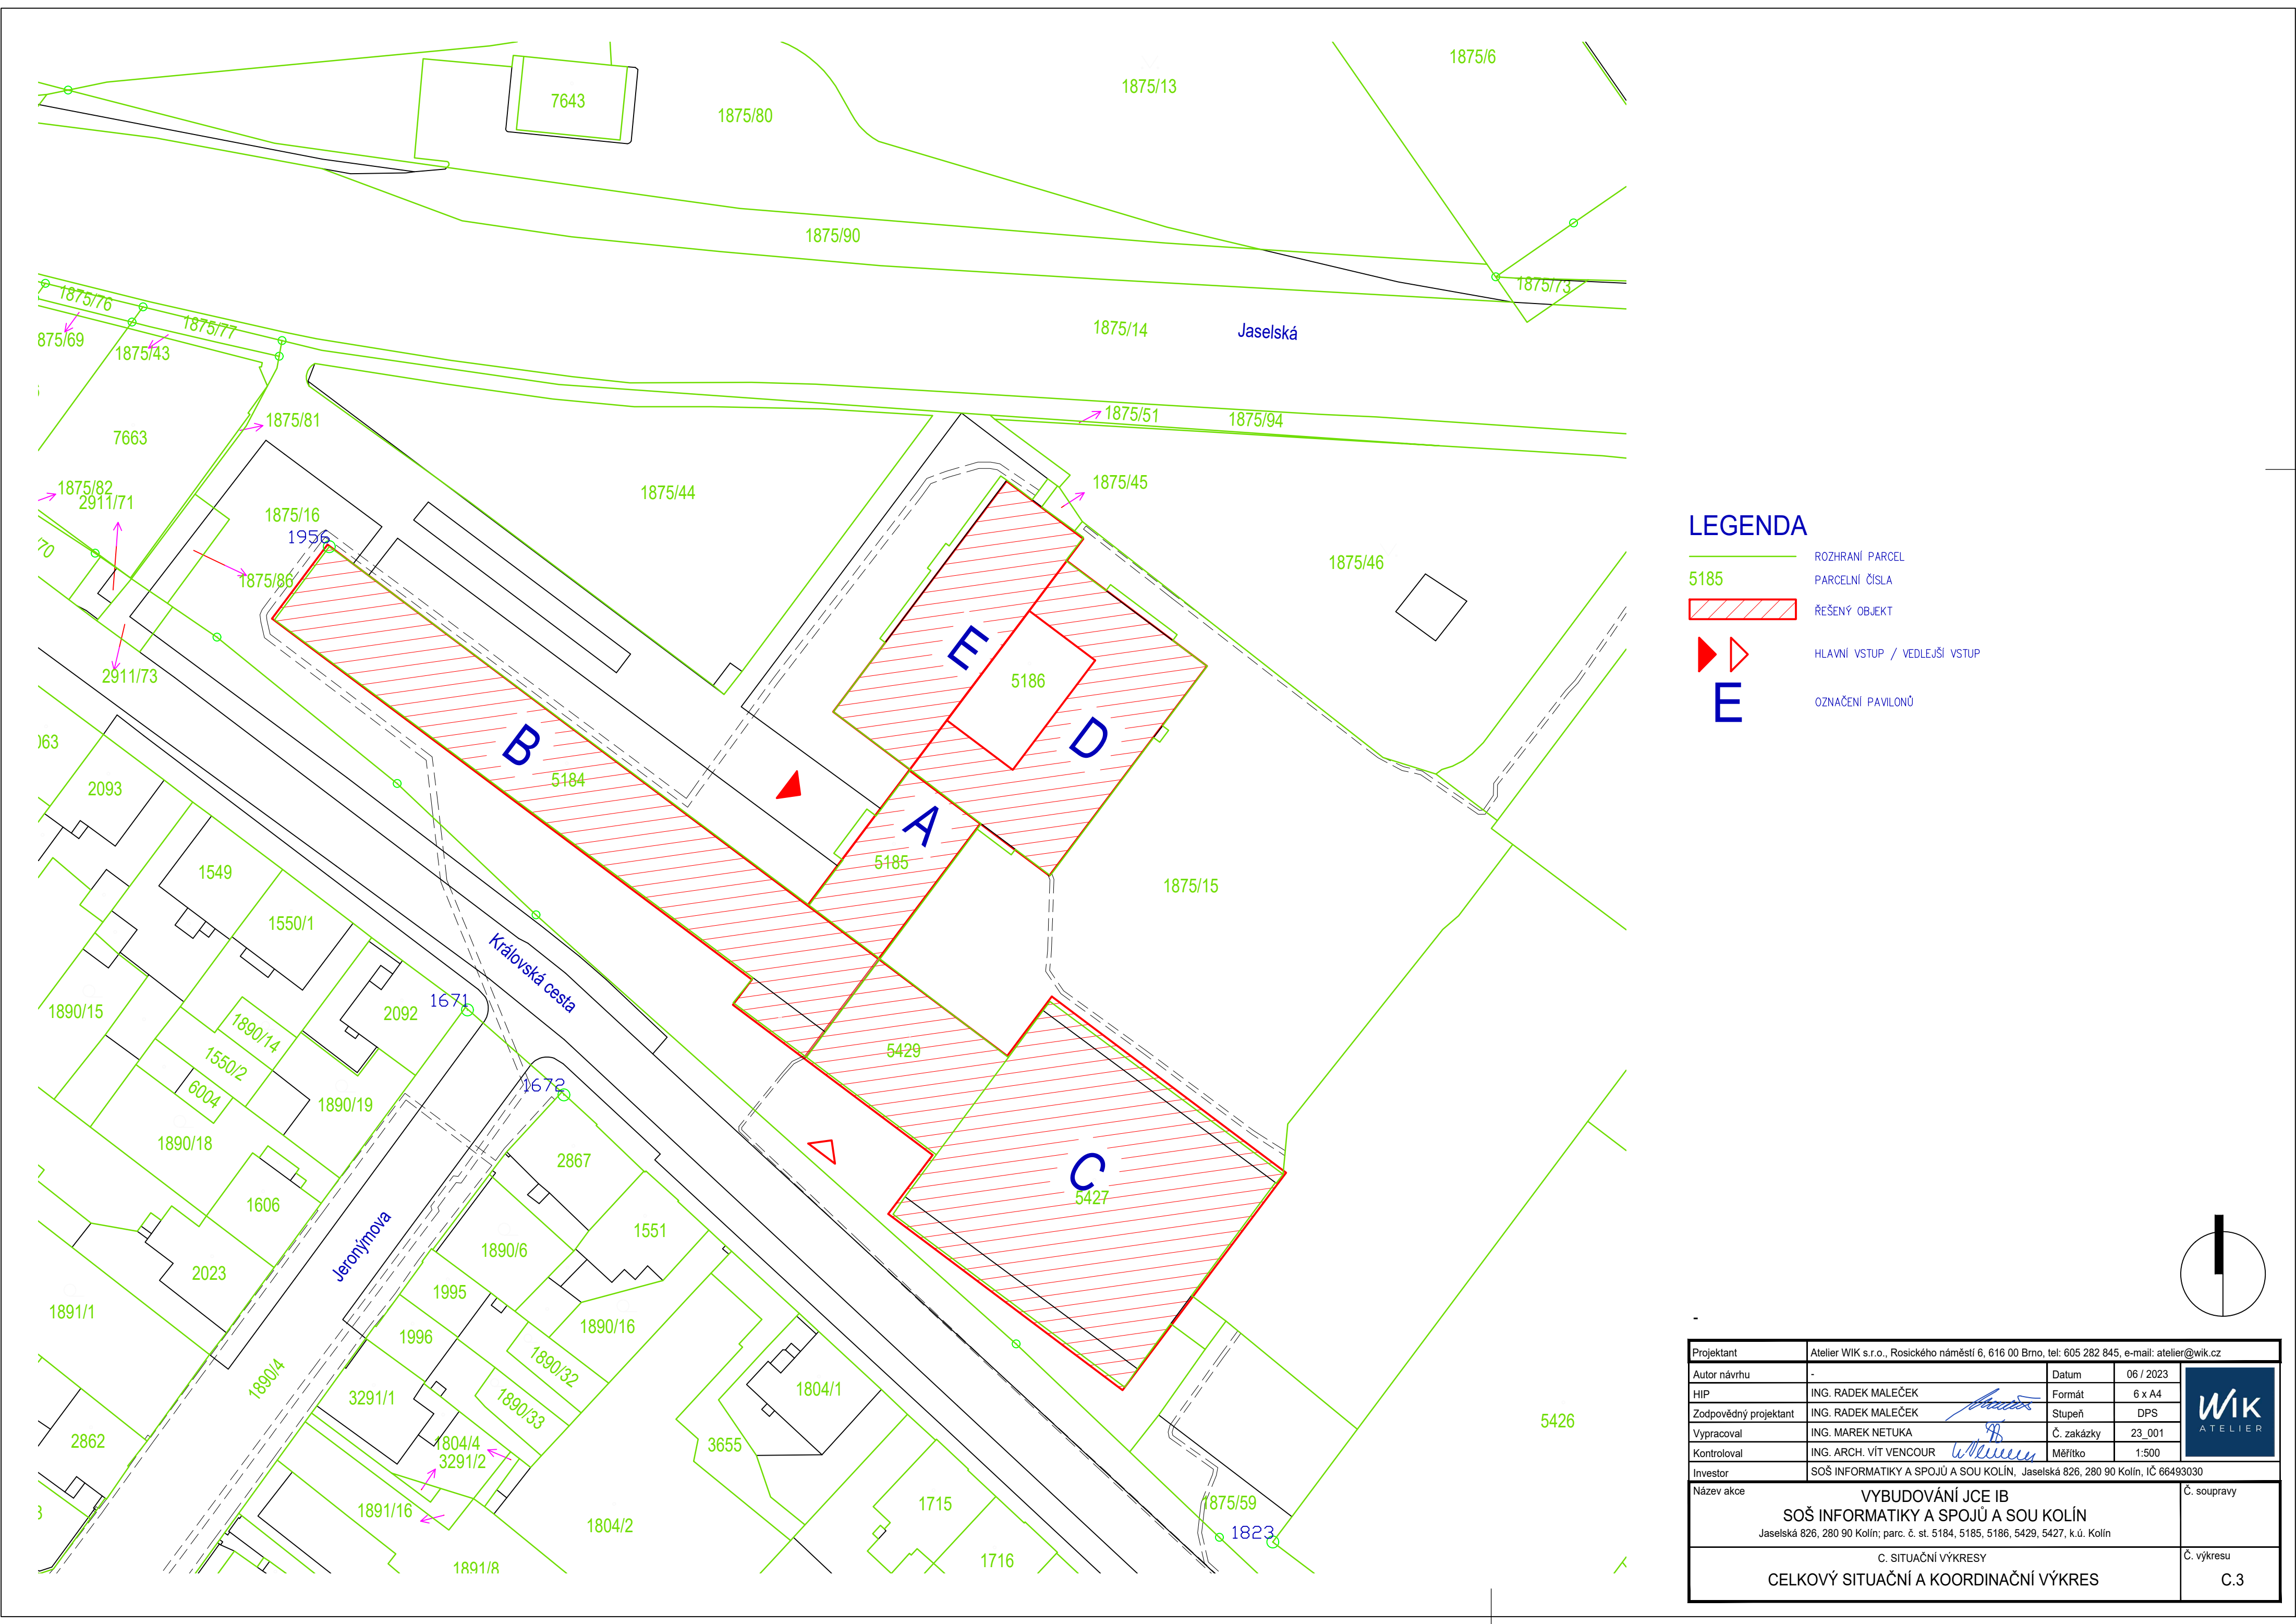 1875/6
1875/13
7643
1875/80
1875/90
1875/73
1875/76
1875/77
1875/14
Jaselská
875/69
1875/43
1875/51
1875/94
1875/81
7663
1875/45
1875/82
2911/71
1875/44
1875/16
1956
1875/46
70
1875/86
E
5186
2911/73
B
D
063
5184
2093
A
5185
1549
1875/15
1550/1
Královská cesta
1671
1890/15
2092
1890/14
5429
1550/2
1672
6004
1890/19
1890/18
2867
C
5427
1606
1551
Jeronýmova
1890/6
2023
1995
1891/1
1890/16
1996
1890/32
1890/4
1804/1
3291/1
1890/33
5426
2862
1804/4
3655
3291/2
1715
1875/59
1891/16
1804/2
1823
1716
1891/8
LEGENDA
ROZHRANÍ PARCEL
5185 PARCELNÍ ČÍSLA
ŘEŠENÝ OBJEKT
HLAVNÍ VSTUP / VEDLEJŠÍ VSTUP
E OZNAČENÍ PAVILONŮ
-
Projektant Atelier WIK s.r.o., Rosického náměstí 6, 616 00 Brno, tel: 605 282 845, e-mail: atelier@wik.cz
Autor návrhu - Datum 06 / 2023
HIP ING. RADEK MALEČEK Formát 6 x A4
Zodpovědný projektant ING. RADEK MALEČEK Stupeň DPS
Vypracoval ING. MAREK NETUKA Č. zakázky 23_001
Kontroloval ING. ARCH. VÍT VENCOUR Měřítko 1:500
WIK
ATELIER
Investor SOŠ INFORMATIKY A SPOJŮ A SOU KOLÍN, Jaselská 826, 280 90 Kolín, IČ 66493030
Název akce VYBUDOVÁNÍ JCE IB Č. soupravy
SOŠ INFORMATIKY A SPOJŮ A SOU KOLÍN
Jaselská 826, 280 90 Kolín; parc. č. st. 5184, 5185, 5186, 5429, 5427, k.ú. Kolín
C. SITUAČNÍ VÝKRESY Č. výkresu
CELKOVÝ SITUAČNÍ A KOORDINAČNÍ VÝKRES C.3